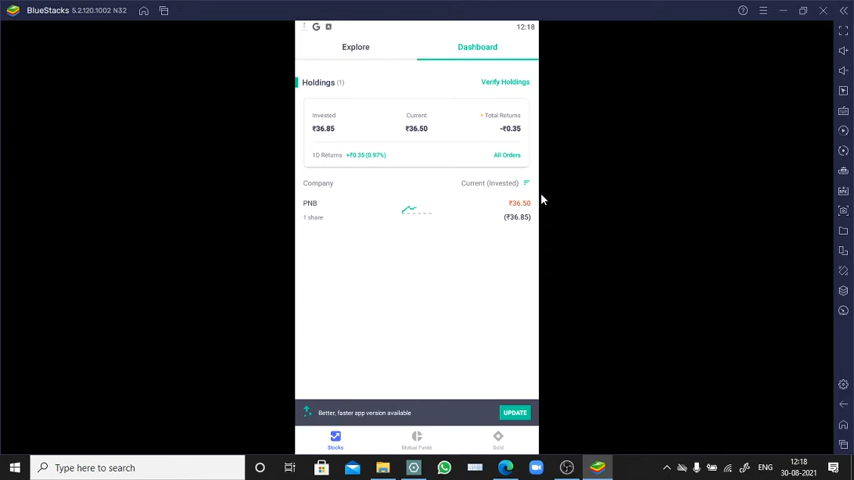 BlueStacks 5.2.120.1002 N32
12:18
Explore
Dashboard
Holdings (1)
Verify Holdings
Invested
Current
Total Returns
₹36.85
₹36.50
-₹0.35
1D Returns +₹0.35 (0.97%)
All Orders
Company
Current (Invested)
PNB
₹36.50
1 share
(₹36.85)
Better, faster app version available
UPDATE
Stocks
Mutual Funds
Gold
Type here to search
ENG
12:18
30-08-2021